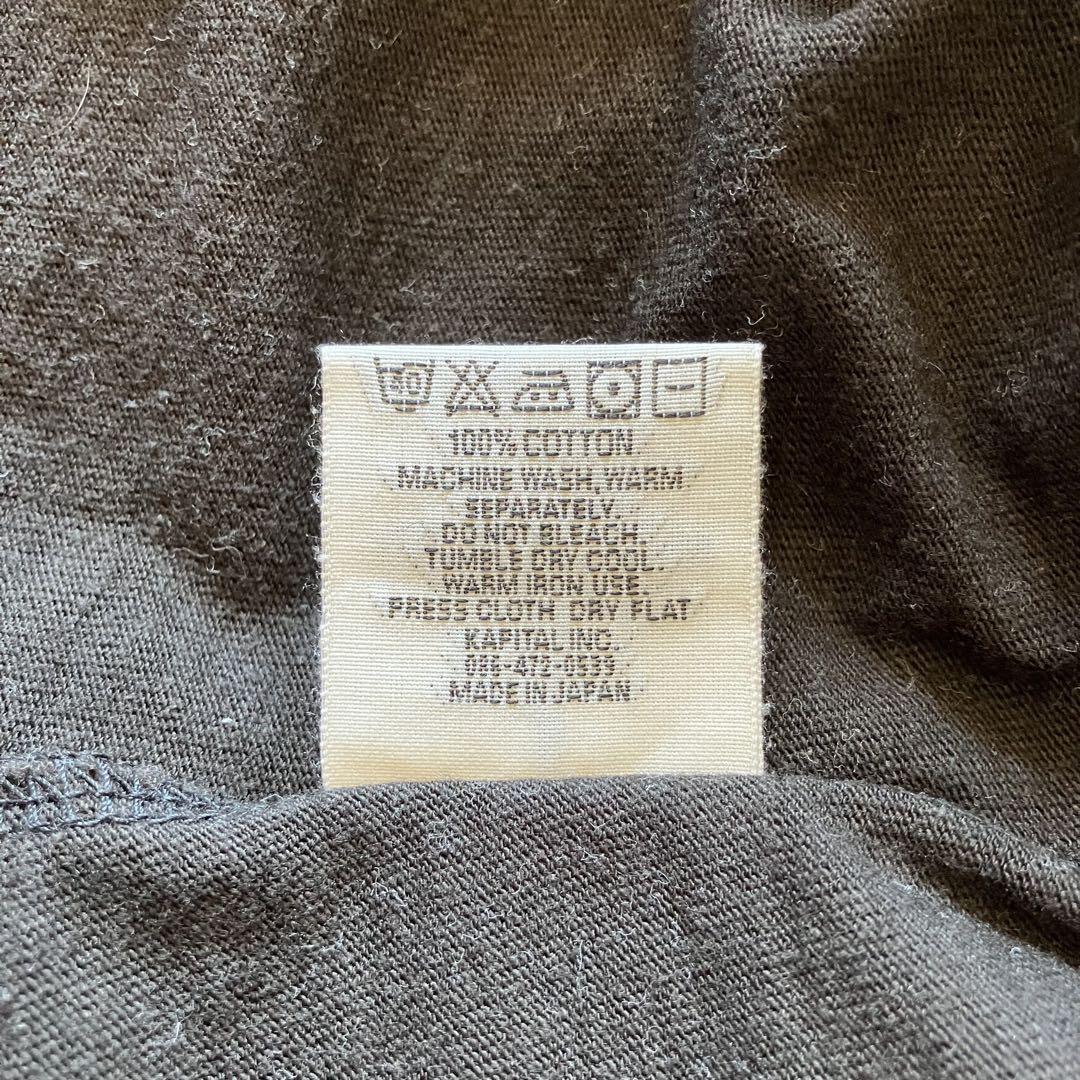 100% COTTON
MACHINE WASH, WARM
SEPARATELY.
DO NOT BLEACH.
TUMBLE DRY COOL.
WARM IRON USE.
PRESS CLOTH DRY FLAT
KAPITAL INC.
MADE IN JAPAN